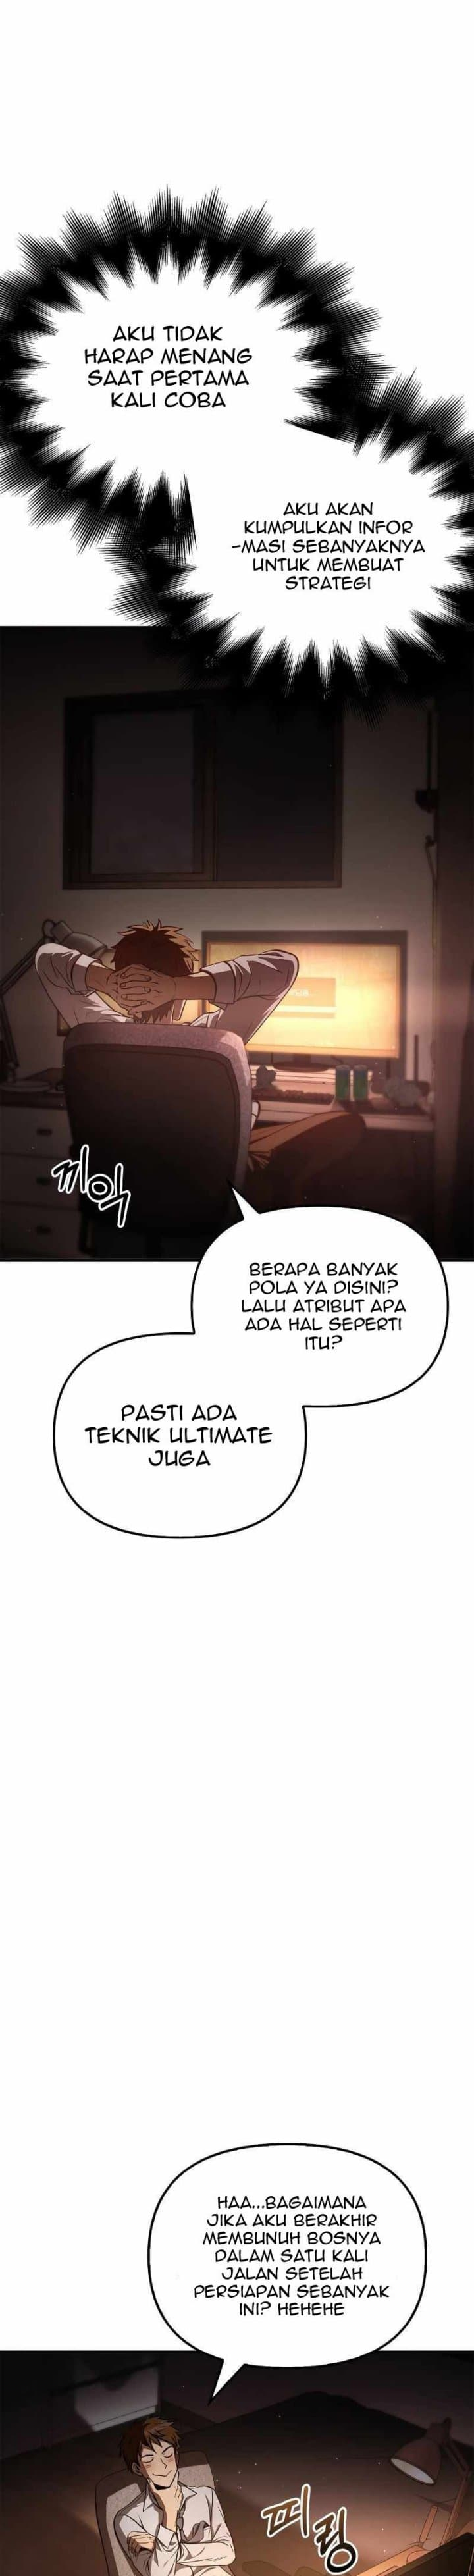 AKU TIDAK
HARAP MENANG
SAAT PERTAMA
KALI COBA
AKU AKAN
KUMPULKAN INFOR
-MASI SEBANYAKNYA
UNTUK MEMBUAT
STRATEGI
끼익
BERAPA BANYAK
POLA YA DISINI?
LALU ATRIBUT APA
ADA HAL SEPERTI
ITU?
PASTI ADA
TEKNIK ULTIMATE
JUGA
HAA...BAGAIMANA
JIKA AKU BERAKHIR
MEMBUNUH BOSNYA
DALAM SATU KALI
JALAN SETELAH
PERSIAPAN SEBANYAK
INI? HEHEHE
띠링